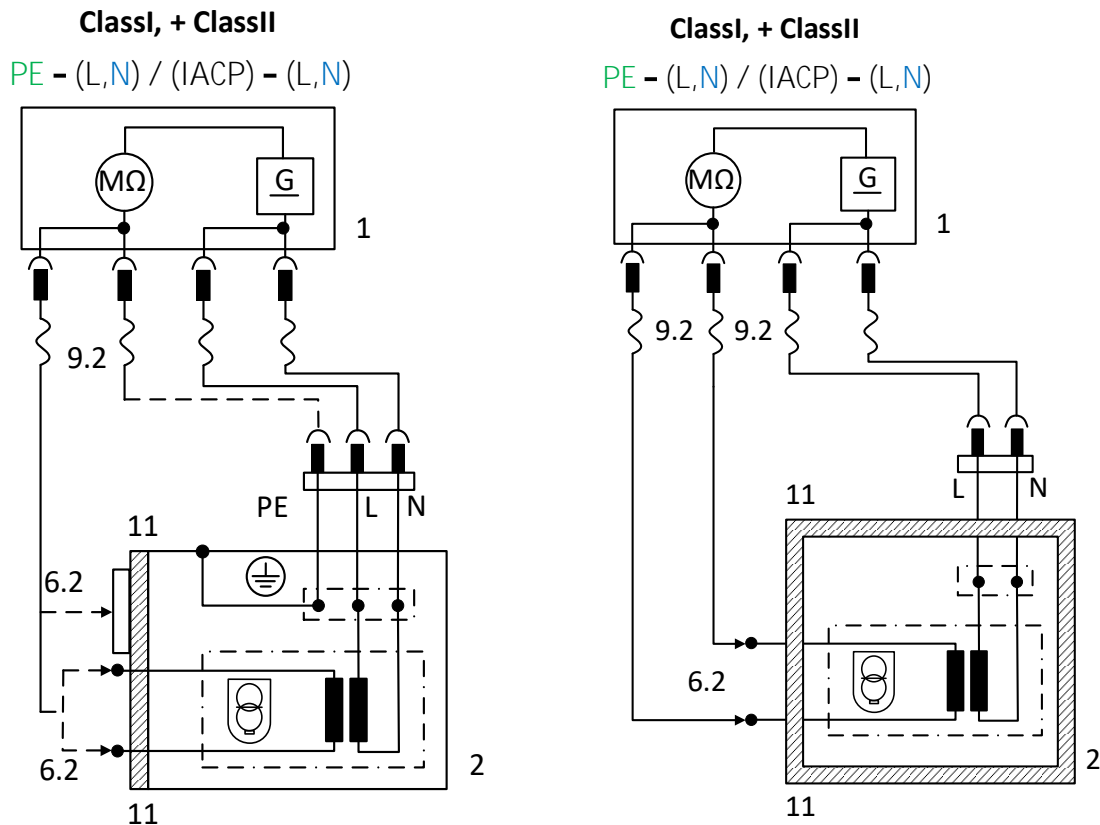 ClassI, + ClassII
PE – (L,N) / (IACP) – (L,N)
MΩ
G
1
9.2
PE
L
N
11
6.2
6.2
2
11
ClassI, + ClassII
PE – (L,N) / (IACP) – (L,N)
MΩ
G
1
9.2
9.2
L
N
11
6.2
2
11